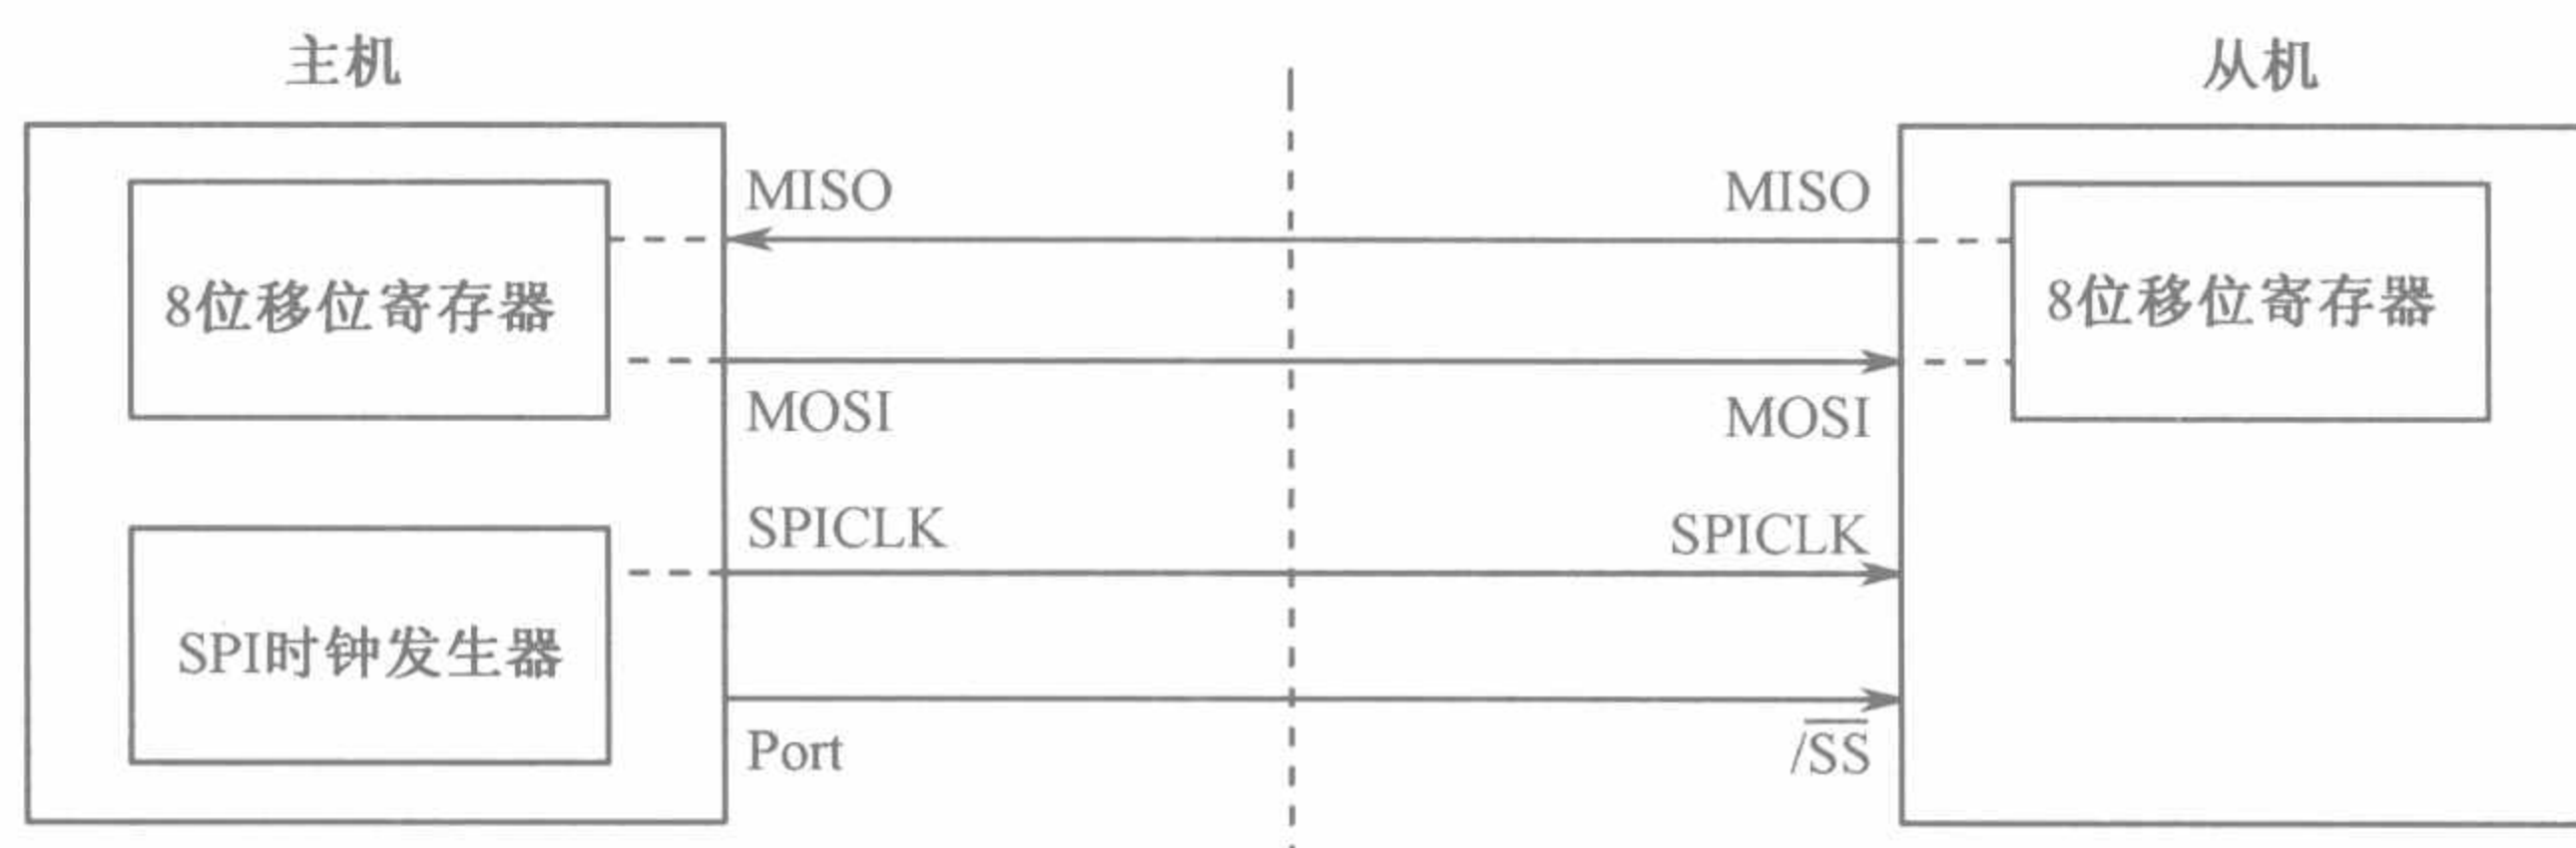 主机
从机
MISO
MISO
8位移位寄存器
8位移位寄存器
MOSI
MOSI
SPICLK
SPICLK
SPI时钟发生器
Port
/SS